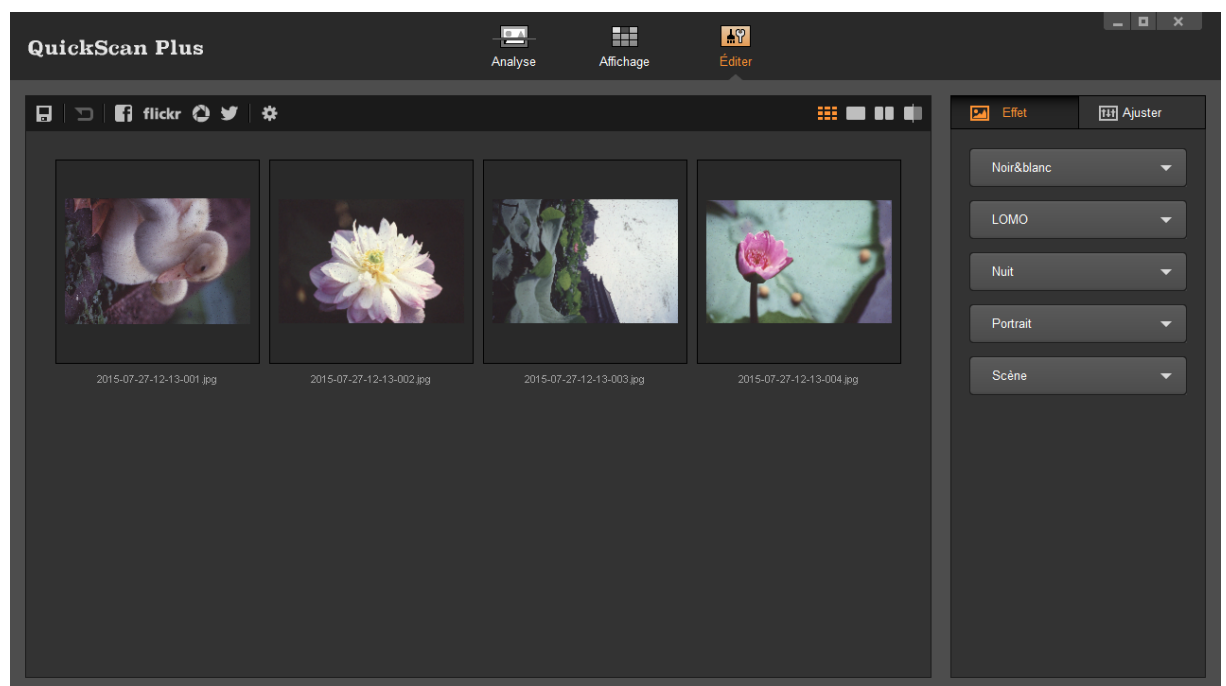 QuickScan Plus
Analyse
Affichage
Éditer
flickr
Effet
Ajuster
Noir&blanc
LOMO
Nuit
Portrait
Scène
2015-07-27-12-13-001.jpg
2015-07-27-12-13-002.jpg
2015-07-27-12-13-003.jpg
2015-07-27-12-13-004.jpg